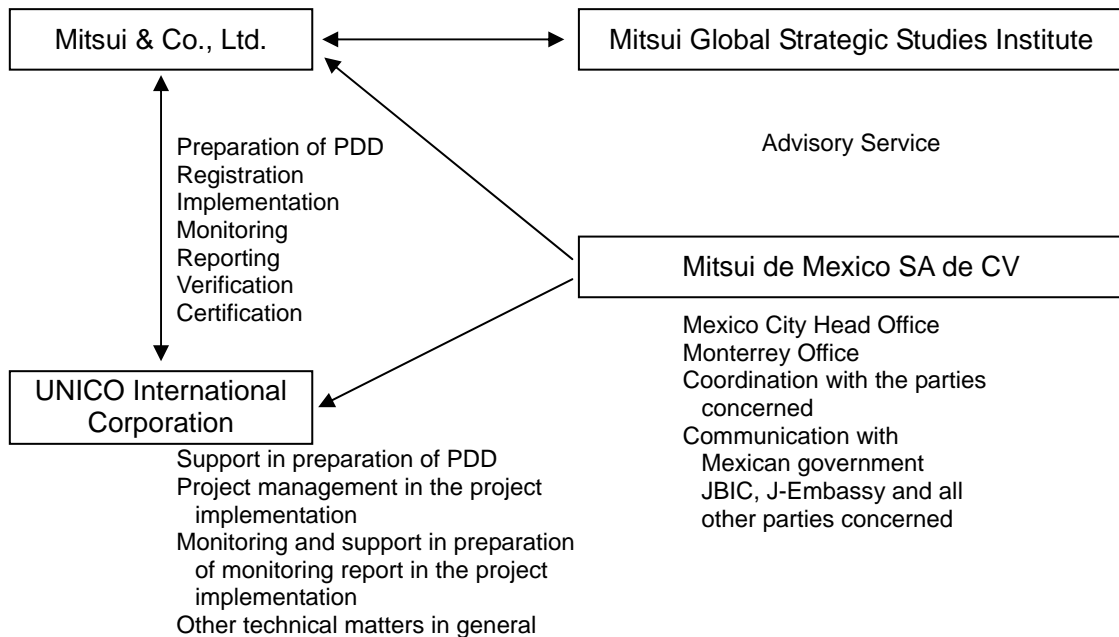 Mitsui & Co., Ltd.
Mitsui Global Strategic Studies Institute
Preparation of PDD
Registration
Implementation
Monitoring
Reporting
Verification
Certification
Advisory Service
Mitsui de Mexico SA de CV
Mexico City Head Office
Monterrey Office
Coordination with the parties
concerned
Communication with
Mexican government
JBIC, J-Embassy and all
other parties concerned
UNICO International
Corporation
Support in preparation of PDD
Project management in the project
implementation
Monitoring and support in preparation
of monitoring report in the project
implementation
Other technical matters in general